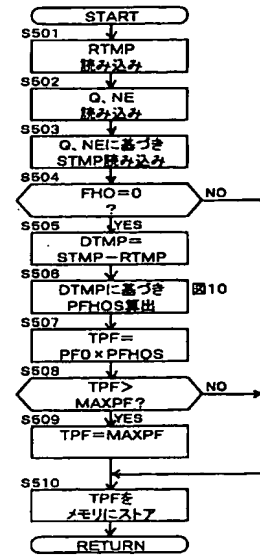 START
S501
RTMP
読み込み
S502
Q、NE
読み込み
S503
Q、NEに基づき
STMP読み込み
S504
FHO=0
?
NO
YES
S505
DTMP=
STMP−RTMP
S506
DTMPに基づき
PFHOS算出
図10
S507
TPF=
PF0×PFHOS
S508
TPF>
MAXPF?
NO
YES
S509
TPF=MAXPF
S510
TPFを
メモリにストア
RETURN